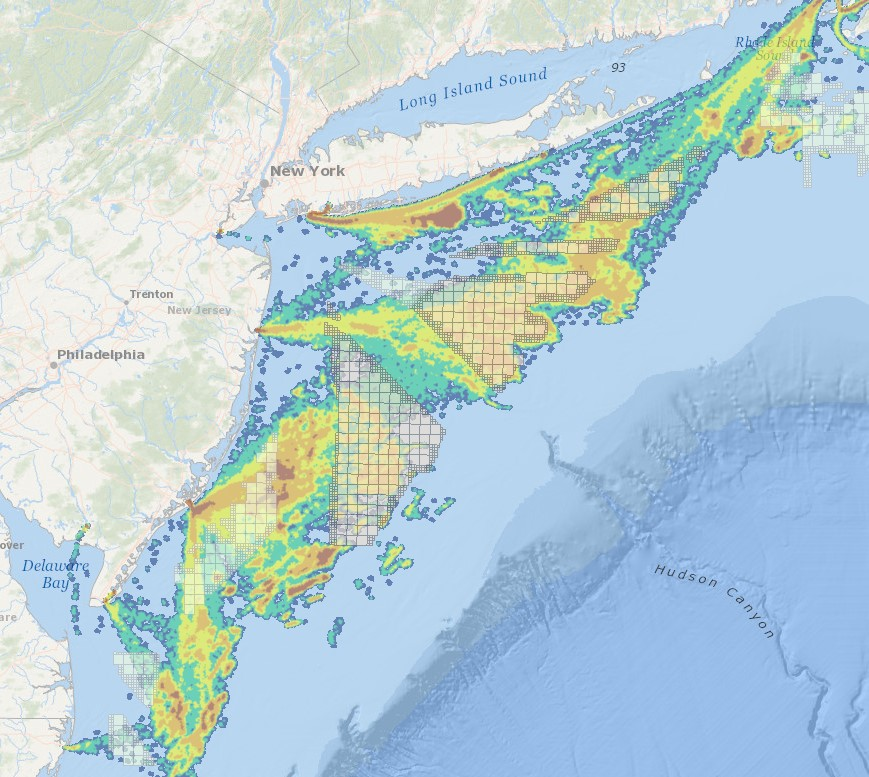 Rhode Island
Sound
93
Long Island Sound
New York
Trenton
New Jersey
Philadelphia
over
Delaware
Bay
are
Hudson Canyon